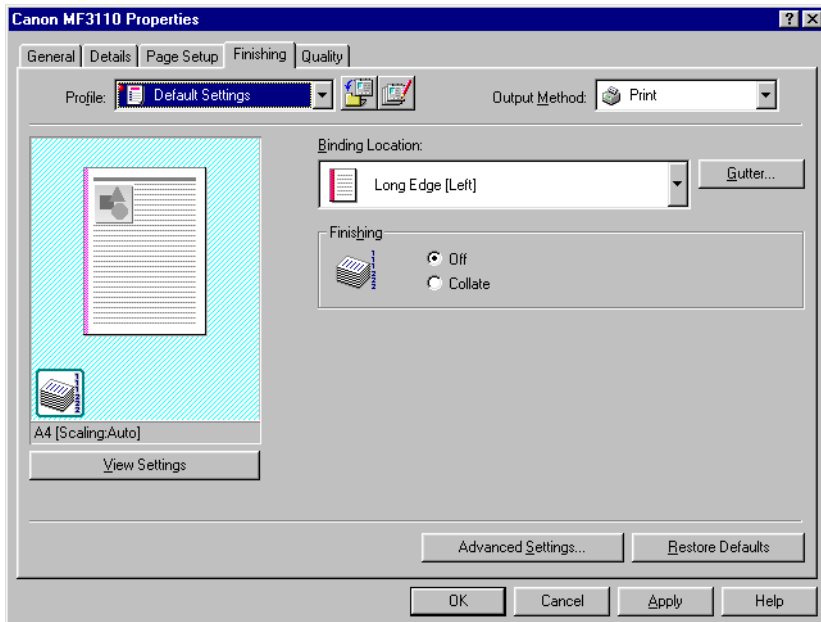 Canon MF3110 Properties
General Details Page Setup Finishing Quality
Profile: Default Settings Output Method: Print
Binding Location:
Long Edge [Left] Gutter...
Finishing
Off
Collate
A4 [Scaling:Auto]
View Settings
Advanced Settings... Restore Defaults
OK Cancel Apply Help